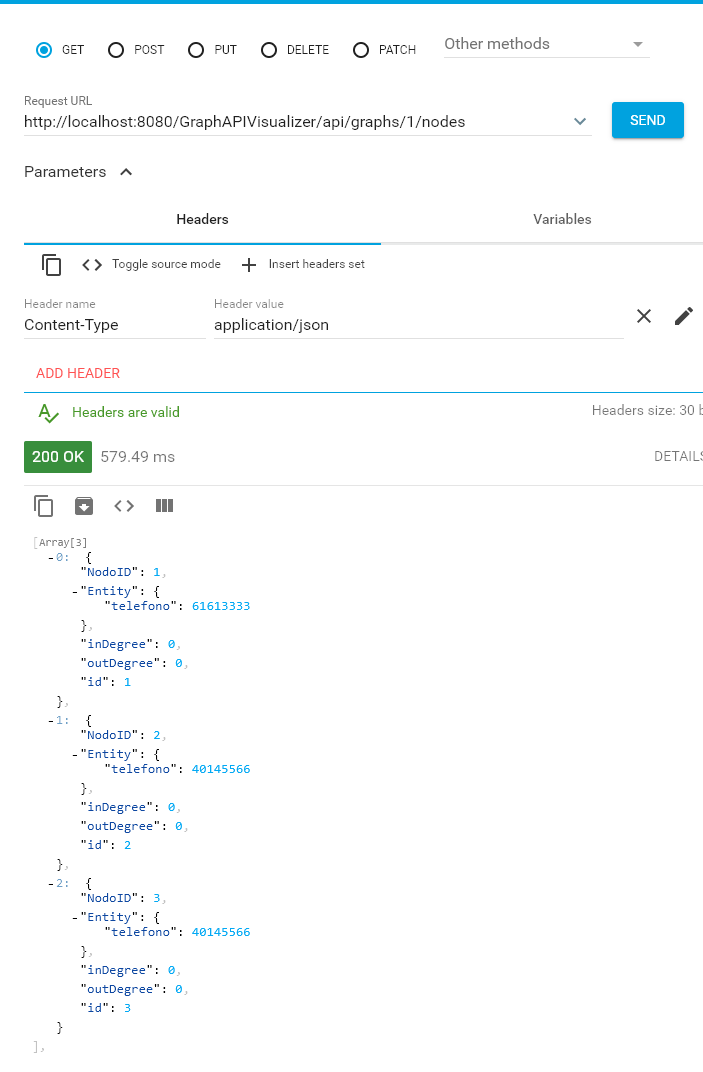 GET POST PUT DELETE PATCH Other methods
Request URL
http://localhost:8080/GraphAPIVisualizer/api/graphs/1/nodes
SEND
Parameters
Headers Variables
Toggle source mode Insert headers set
Header name Header value
Content-Type application/json
ADD HEADER
Headers are valid Headers size: 30 b
200 OK 579.49 ms DETAILS
[Array[3]
-0: {
"NodoID": 1,
-"Entity": {
"telefono": 61613333
},
"inDegree": 0,
"outDegree": 0,
"id": 1
},
-1: {
"NodoID": 2,
-"Entity": {
"telefono": 40145566
},
"inDegree": 0,
"outDegree": 0,
"id": 2
},
-2: {
"NodoID": 3,
-"Entity": {
"telefono": 40145566
},
"inDegree": 0,
"outDegree": 0,
"id": 3
}
],